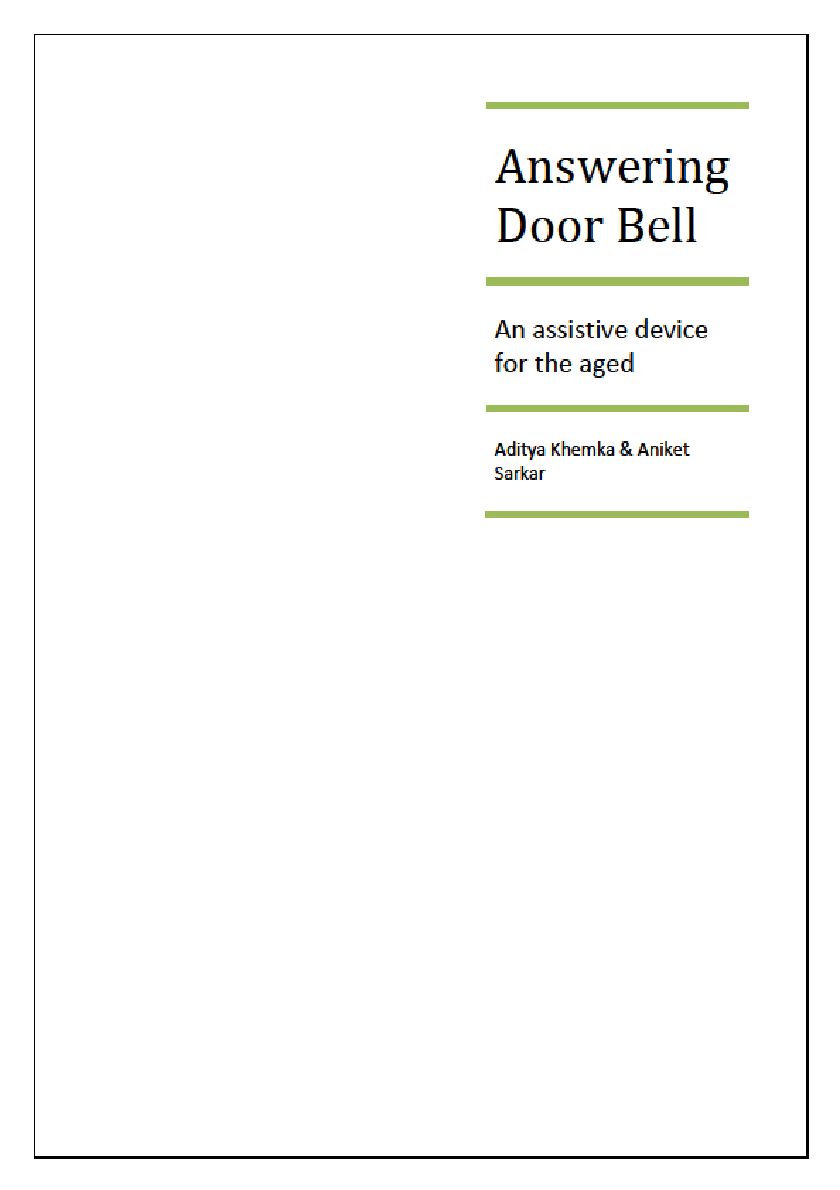 Answering
Door Bell
An assistive device
for the aged
Aditya Khemka & Aniket
Sarkar